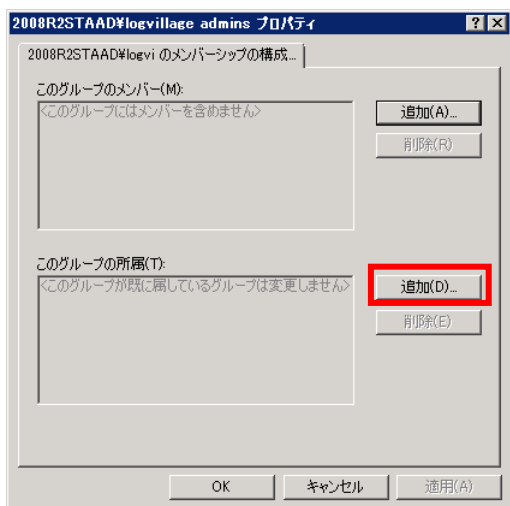 2008R2STAAD¥logvillage admins プロパティ
2008R2STAAD¥logvi のメンバーシップの構成...
このグループのメンバー(M):
<このグループにはメンバーを含めません>
追加(A)...
削除(R)
このグループの所属(T):
<このグループが既に属しているグループは変更しません>
追加(D)...
削除(E)
OK
キャンセル
適用(A)